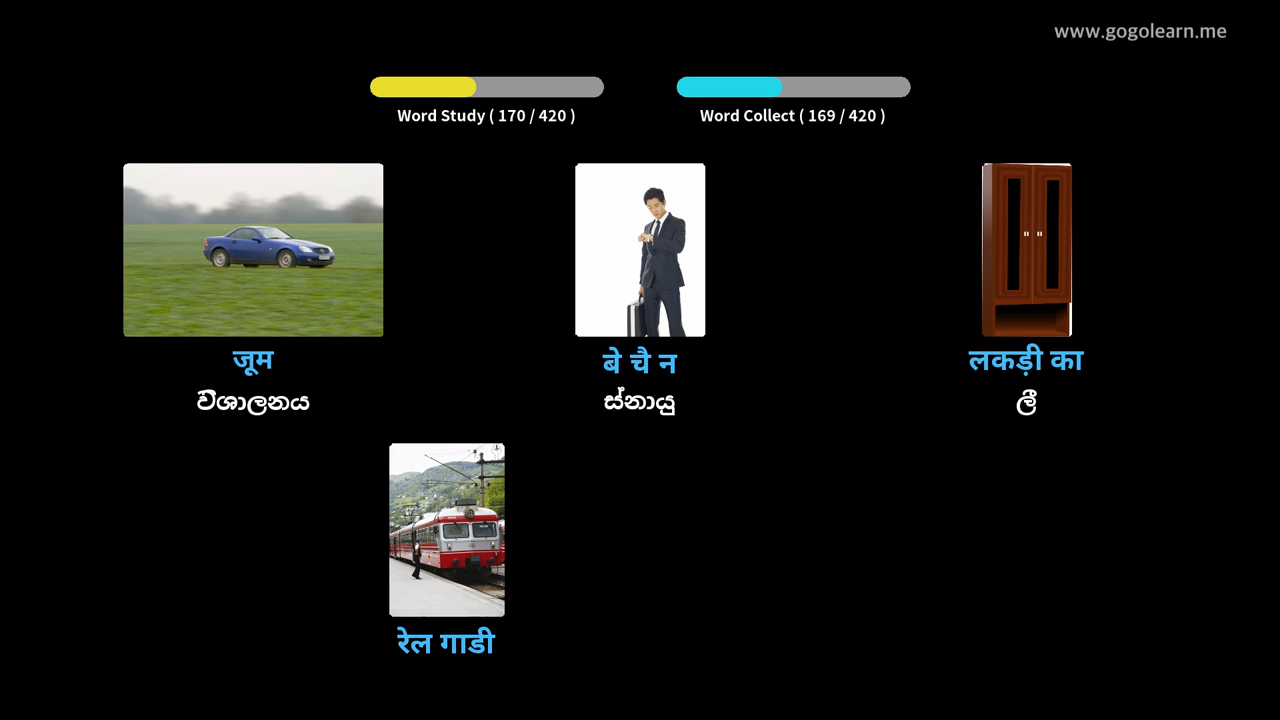 www.gogolearn.me
Word Study ( 170 / 420 )
Word Collect ( 169 / 420 )
जूम
बे चै न
लकड़ी का
විශාලනය
ස්නායු
ලී
रेल गाडी